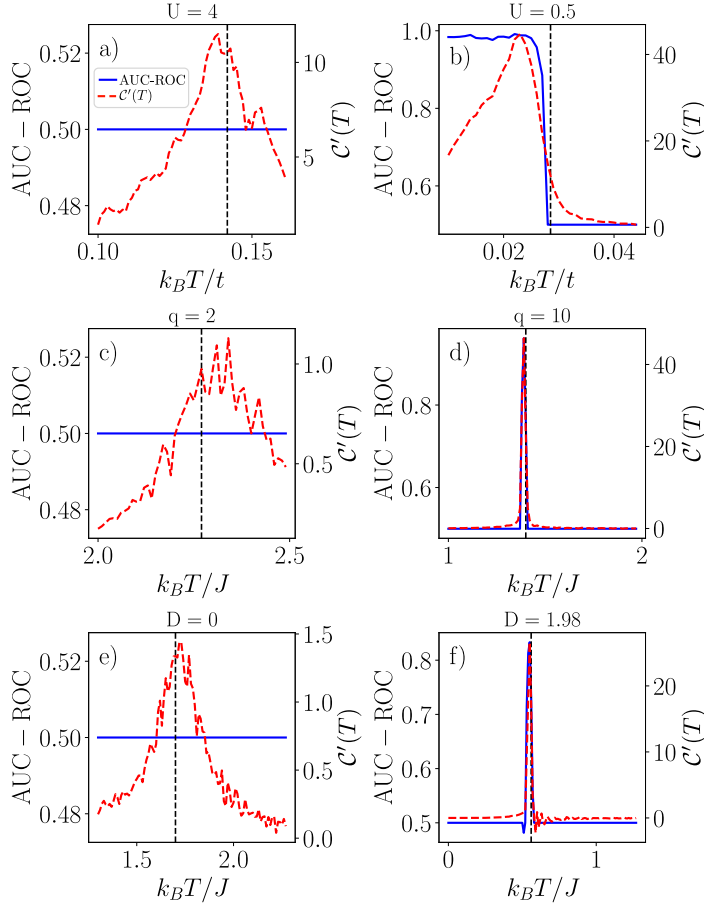 U = 4
a)
AUC-ROC
C′(T)
0.52
0.50
0.48
AUC − ROC
10
5
C′(T)
0.10
0.15
k_BT/t
U = 0.5
b)
1.0
0.8
0.6
AUC − ROC
40
20
0
C′(T)
0.02
0.04
k_BT/t
q = 2
c)
0.52
0.50
0.48
AUC − ROC
1.0
0.5
C′(T)
2.0
2.5
k_BT/J
q = 10
d)
0.8
0.6
AUC − ROC
40
20
0
C′(T)
1
2
k_BT/J
D = 0
e)
0.52
0.50
0.48
AUC − ROC
1.5
1.0
0.5
0.0
C′(T)
1.5
2.0
k_BT/J
D = 1.98
f)
0.8
0.7
0.6
0.5
AUC − ROC
20
10
0
C′(T)
0
1
k_BT/J